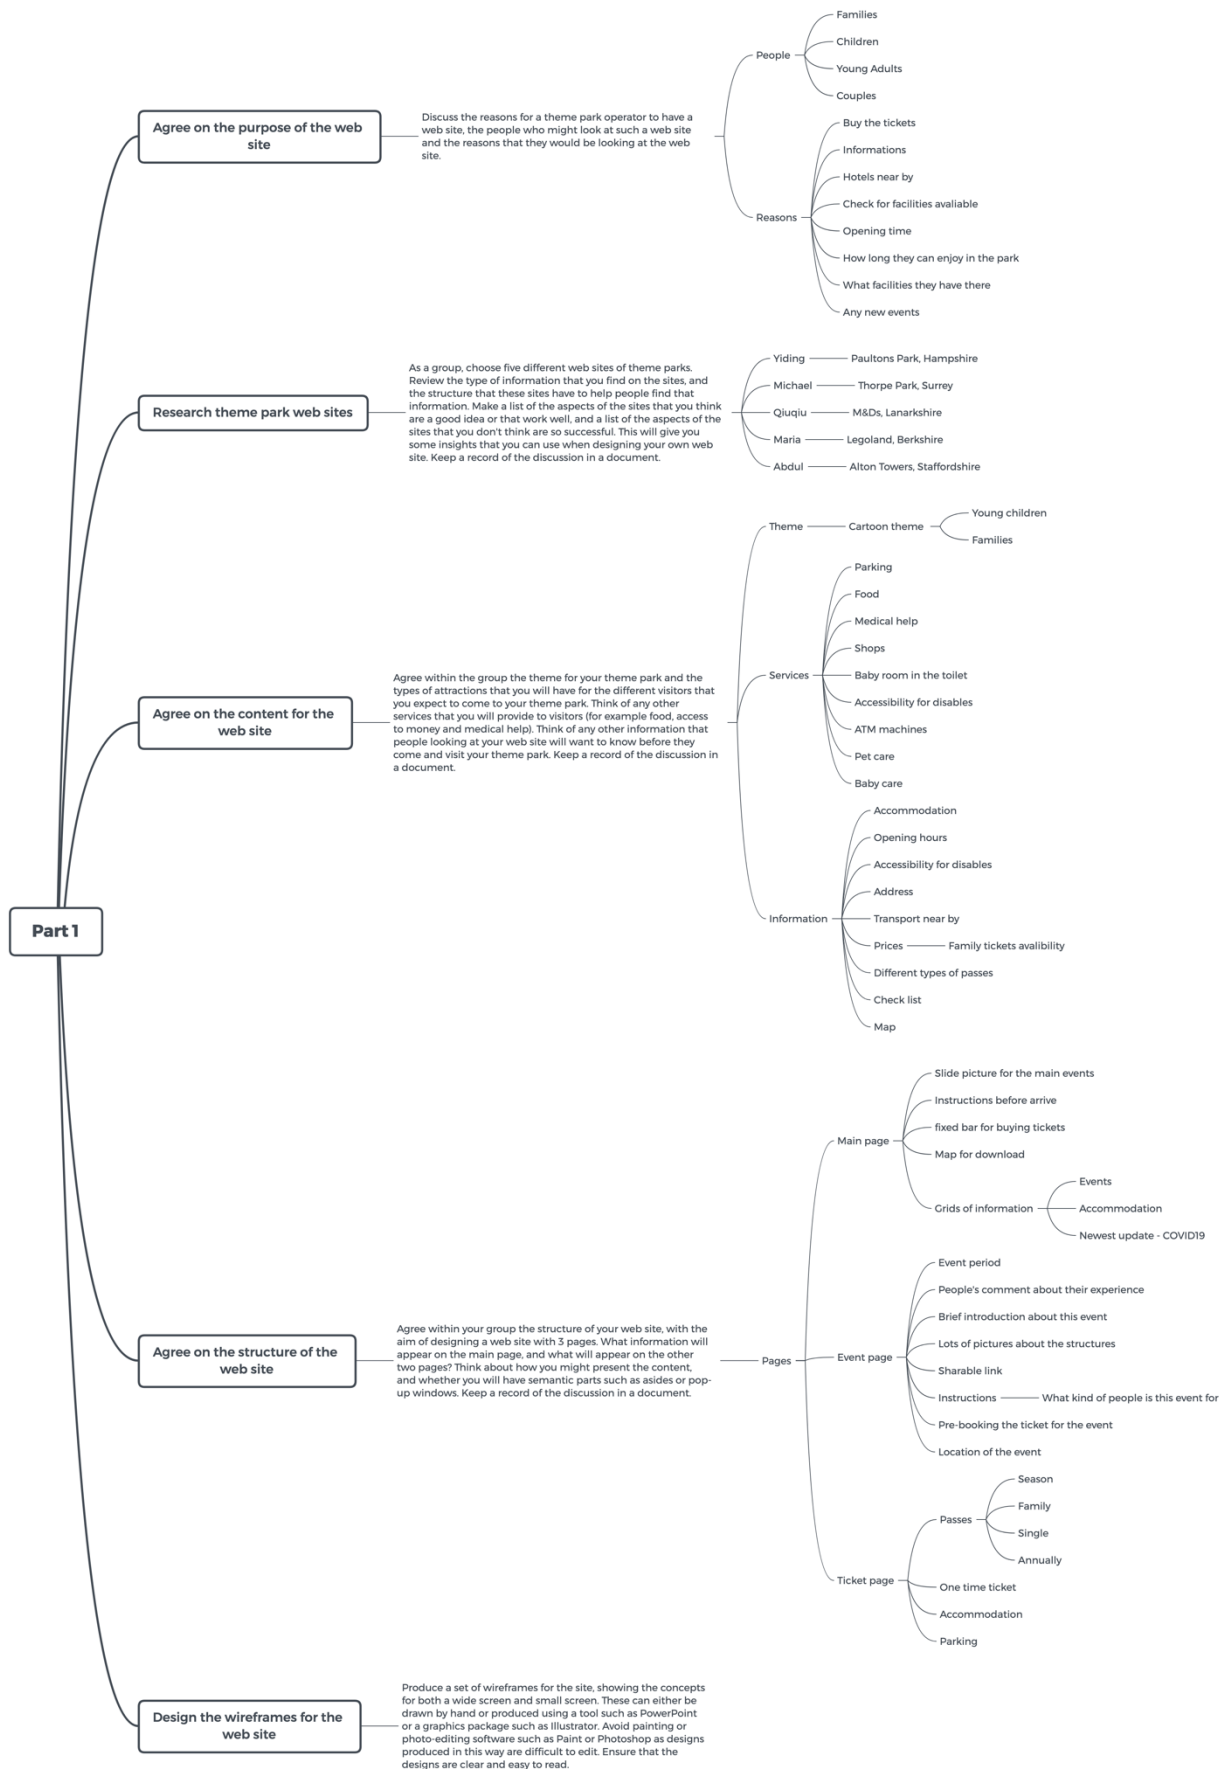 Part 1
Agree on the purpose of the web
site
Discuss the reasons for a theme park operator to have a
web site, the people who might look at such a web site
and the reasons that they would be looking at the web
site.
People
Families
Children
Young Adults
Couples
Reasons
Buy the tickets
Informations
Hotels near by
Check for facilities avaliable
Opening time
How long they can enjoy in the park
What facilities they have there
Any new events
Research theme park web sites
As a group, choose five different web sites of theme parks.
Review the type of information that you find on the sites, and
the structure that these sites have to help people find that
information. Make a list of the aspects of the sites that you think
are a good idea or that work well, and a list of the aspects of the
sites that you don't think are so successful. This will give you
some insights that you can use when designing your own web
site. Keep a record of the discussion in a document.
Yiding
Paultons Park, Hampshire
Michael
Thorpe Park, Surrey
Qiuqiu
M&Ds, Lanarkshire
Maria
Legoland, Berkshire
Abdul
Alton Towers, Staffordshire
Agree on the content for the
web site
Agree within the group the theme for your theme park and the
types of attractions that you will have for the different visitors that
you expect to come to your theme park. Think of any other
services that you will provide to visitors (for example food, access
to money and medical help). Think of any other information that
people looking at your web site will want to know before they
come and visit your theme park. Keep a record of the discussion in
a document.
Theme
Cartoon theme
Young children
Families
Services
Parking
Food
Medical help
Shops
Baby room in the toilet
Accessibility for disables
ATM machines
Pet care
Baby care
Information
Accommodation
Opening hours
Accessibility for disables
Address
Transport near by
Prices
Family tickets avalibility
Different types of passes
Check list
Map
Agree on the structure of the
web site
Agree within your group the structure of your web site, with the
aim of designing a web site with 3 pages. What information will
appear on the main page, and what will appear on the other
two pages? Think about how you might present the content,
and whether you will have semantic parts such as asides or pop-
up windows. Keep a record of the discussion in a document.
Pages
Main page
Slide picture for the main events
Instructions before arrive
fixed bar for buying tickets
Map for download
Grids of information
Events
Accommodation
Newest update - COVID19
Event page
Event period
People's comment about their experience
Brief introduction about this event
Lots of pictures about the structures
Sharable link
Instructions
What kind of people is this event for
Pre-booking the ticket for the event
Location of the event
Ticket page
Passes
Season
Family
Single
Annually
One time ticket
Accommodation
Parking
Design the wireframes for the
web site
Produce a set of wireframes for the site, showing the concepts
for both a wide screen and small screen. These can either be
drawn by hand or produced using a tool such as PowerPoint
or a graphics package such as Illustrator. Avoid painting or
photo-editing software such as Paint or Photoshop as designs
produced in this way are difficult to edit. Ensure that the
designs are clear and easy to read.